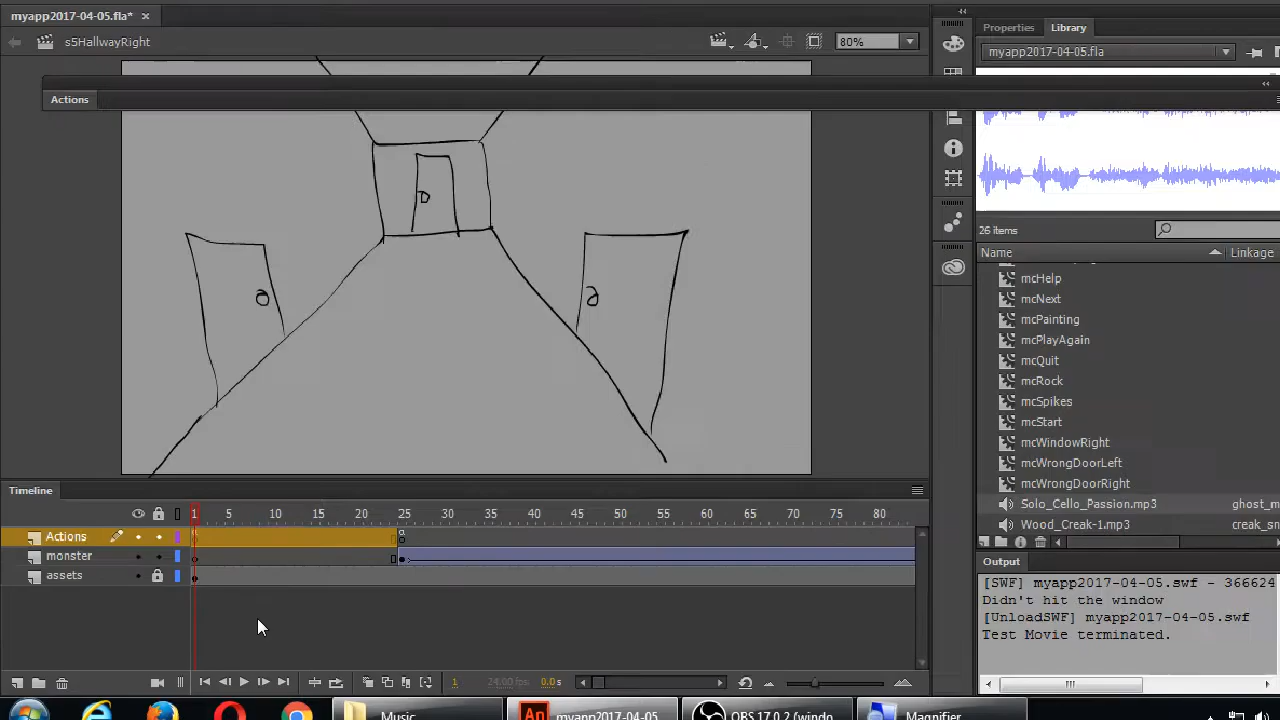 myapp2017-04-05.fla* ×
s5HallwayRight
80%
Actions
Properties Library
myapp2017-04-05.fla
26 items
Name Linkage
mcHelp
mcNext
mcPainting
mcPlayAgain
mcQuit
mcRock
mcSpikes
mcStart
mcWindowRight
mcWrongDoorLeft
mcWrongDoorRight
Solo_Cello_Passion.mp3 ghost_m
Wood_Creak-1.mp3 creak_sn
Timeline
1 5 10 15 20 25 30 35 40 45 50 55 60 65 70 75 80
Actions
monster
assets
1 24.00 fps 0.0s
Output
[SWF] myapp2017-04-05.swf - 366624
Didn't hit the window
[UnloadSWF] myapp2017-04-05.swf
Test Movie terminated.
Music
An myapp2017-04-05
OBS 17.0.2 (windo
Magnifier